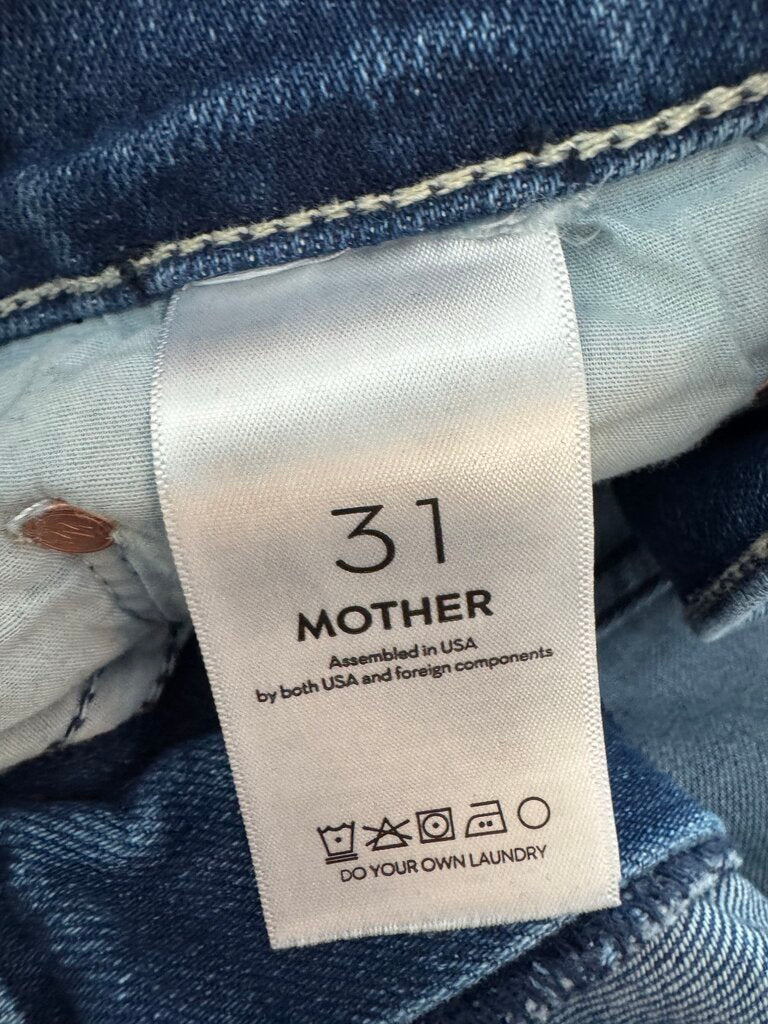 31
MOTHER
Assembled in USA
by both USA and foreign components
DO YOUR OWN LAUNDRY